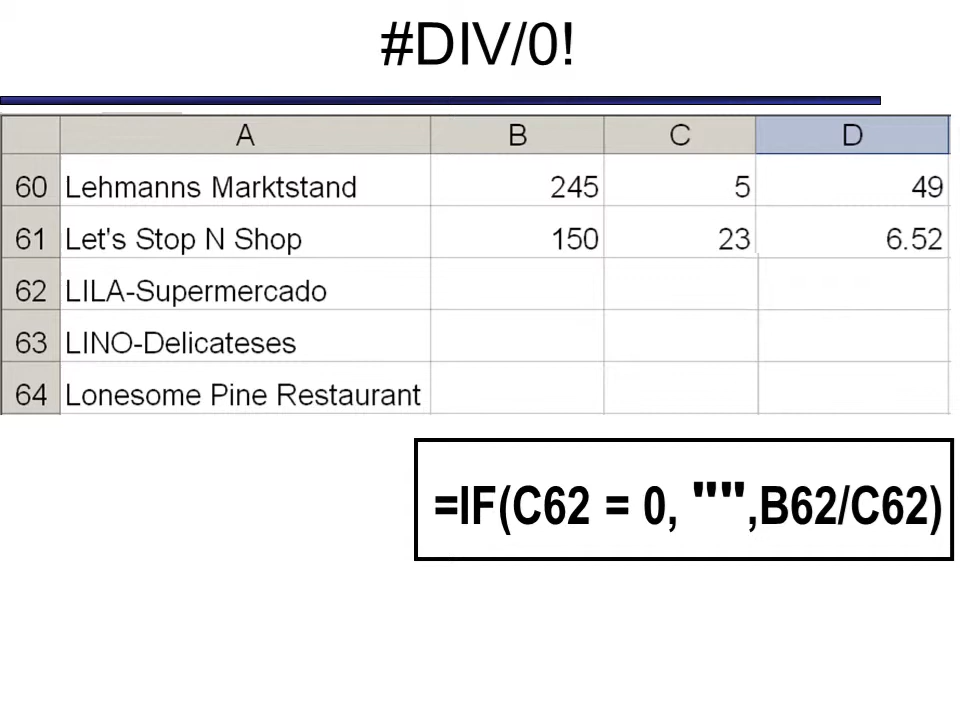 #DIV/0!
A B C D
60 Lehmanns Marktstand 245 5 49
61 Let's Stop N Shop 150 23 6.52
62 LILA-Supermercado
63 LINO-Delicateses
64 Lonesome Pine Restaurant
=IF(C62 = 0, "",B62/C62)